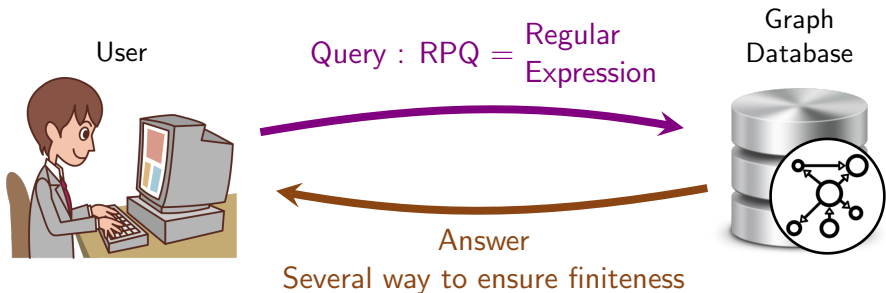 User
Query : RPQ = Regular
Expression
Graph
Database
Answer
Several way to ensure finiteness